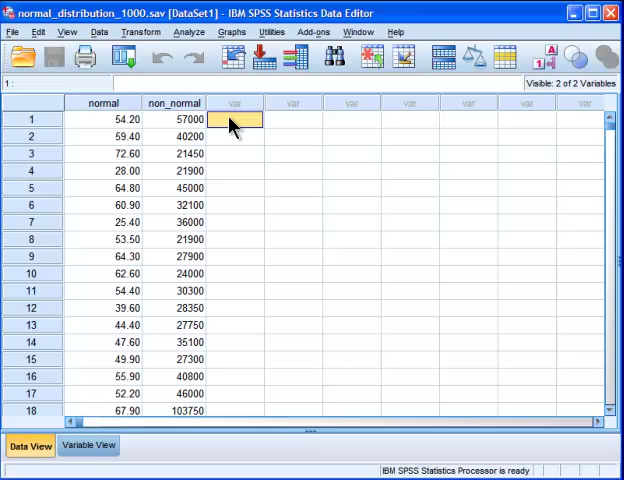 normal_distribution_1000.sav [DataSet1] - IBM SPSS Statistics Data Editor
File Edit View Data Transform Analyze Graphs Utilities Add-ons Window Help
1 : Visible: 2 of 2 Variables
normal non_normal var var var var var var var
1 54.20 57000
2 59.40 40200
3 72.60 21450
4 28.00 21900
5 64.80 45000
6 60.90 32100
7 25.40 36000
8 53.50 21900
9 64.30 27900
10 62.60 24000
11 54.40 30300
12 39.60 28350
13 44.40 27750
14 47.60 35100
15 49.90 27300
16 55.90 40800
17 52.20 46000
18 67.90 103750
Data View Variable View
IBM SPSS Statistics Processor is ready